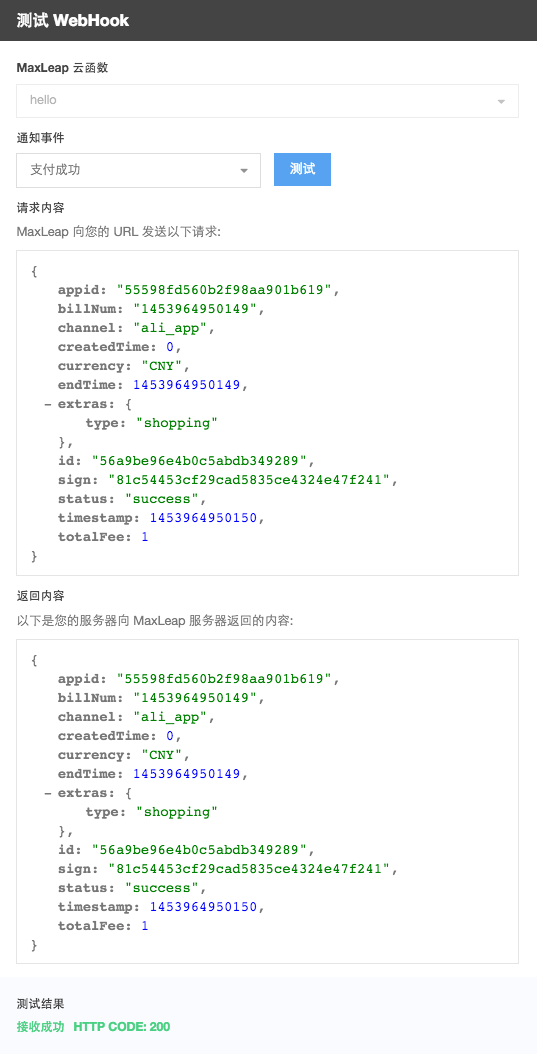 测试 WebHook
MaxLeap 云函数
hello
通知事件
支付成功
测试
请求内容
MaxLeap 向您的 URL 发送以下请求:
{
appid: "55598fd560b2f98aa901b619",
billNum: "1453964950149",
channel: "ali_app",
createdTime: 0,
currency: "CNY",
endTime: 1453964950149,
– extras: {
type: "shopping"
},
id: "56a9be96e4b0c5abdb349289",
sign: "81c54453cf29cad5835ce4324e47f241",
status: "success",
timestamp: 1453964950150,
totalFee: 1
}
返回内容
以下是您的服务器向 MaxLeap 服务器返回的内容:
{
appid: "55598fd560b2f98aa901b619",
billNum: "1453964950149",
channel: "ali_app",
createdTime: 0,
currency: "CNY",
endTime: 1453964950149,
– extras: {
type: "shopping"
},
id: "56a9be96e4b0c5abdb349289",
sign: "81c54453cf29cad5835ce4324e47f241",
status: "success",
timestamp: 1453964950150,
totalFee: 1
}
测试结果
接收成功 HTTP CODE: 200